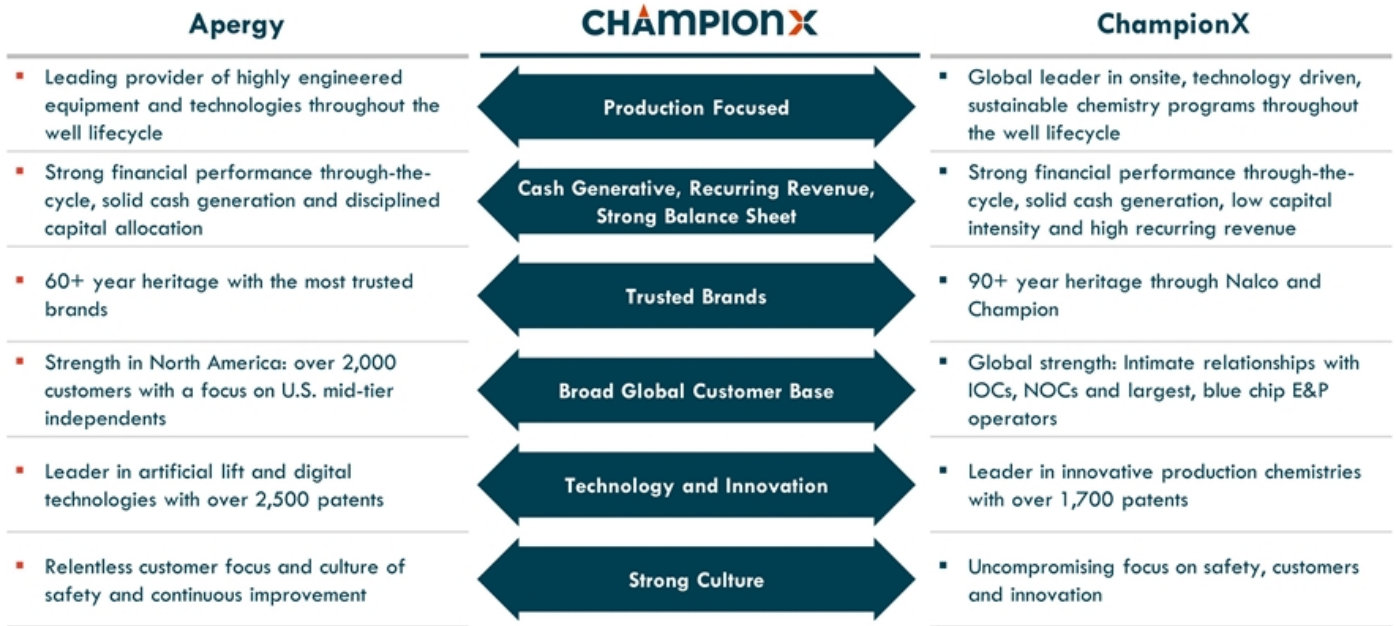 Apergy
CHAMPIONX
ChampionX
▪ Leading provider of highly engineered
equipment and technologies throughout the
well lifecycle
Production Focused
▪ Global leader in onsite, technology driven,
sustainable chemistry programs throughout
the well lifecycle
▪ Strong financial performance through-the-
cycle, solid cash generation and disciplined
capital allocation
Cash Generative, Recurring Revenue,
Strong Balance Sheet
▪ Strong financial performance through-the-
cycle, solid cash generation, low capital
intensity and high recurring revenue
▪ 60+ year heritage with the most trusted
brands
Trusted Brands
▪ 90+ year heritage through Nalco and
Champion
▪ Strength in North America: over 2,000
customers with a focus on U.S. mid-tier
independents
Broad Global Customer Base
▪ Global strength: Intimate relationships with
IOCs, NOCs and largest, blue chip E&P
operators
▪ Leader in artificial lift and digital
technologies with over 2,500 patents
Technology and Innovation
▪ Leader in innovative production chemistries
with over 1,700 patents
▪ Relentless customer focus and culture of
safety and continuous improvement
Strong Culture
▪ Uncompromising focus on safety, customers
and innovation